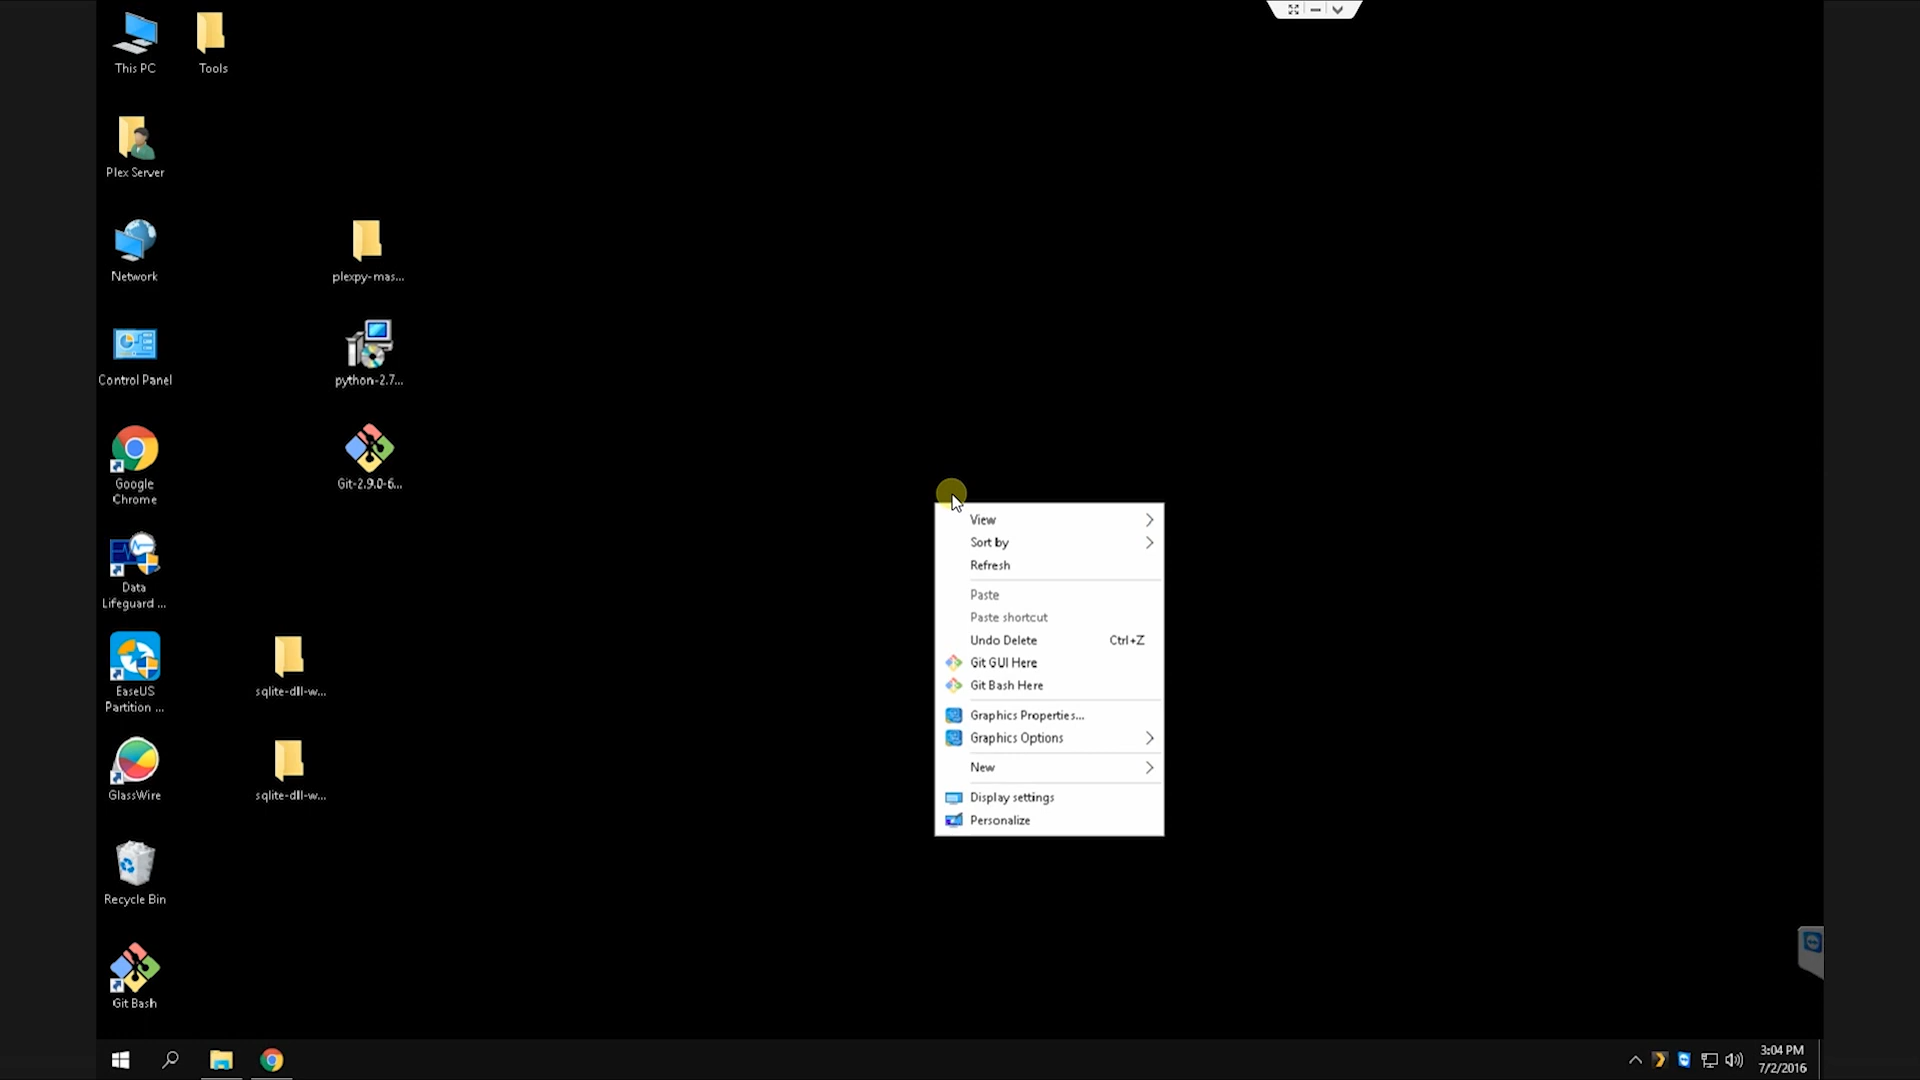 This PC
Tools
Plex Server
Network
plexpy-mas...
Control Panel
python-2.7...
Google
Chrome
Git-2.9.0-6...
Data
Lifeguard ...
EaseUS
Partition ...
sqlite-dll-w...
GlassWire
sqlite-dll-w...
Recycle Bin
Git Bash
View
Sort by
Refresh
Paste
Paste shortcut
Undo Delete Ctrl+Z
Git GUI Here
Git Bash Here
Graphics Properties...
Graphics Options
New
Display settings
Personalize
3:04 PM
7/2/2016